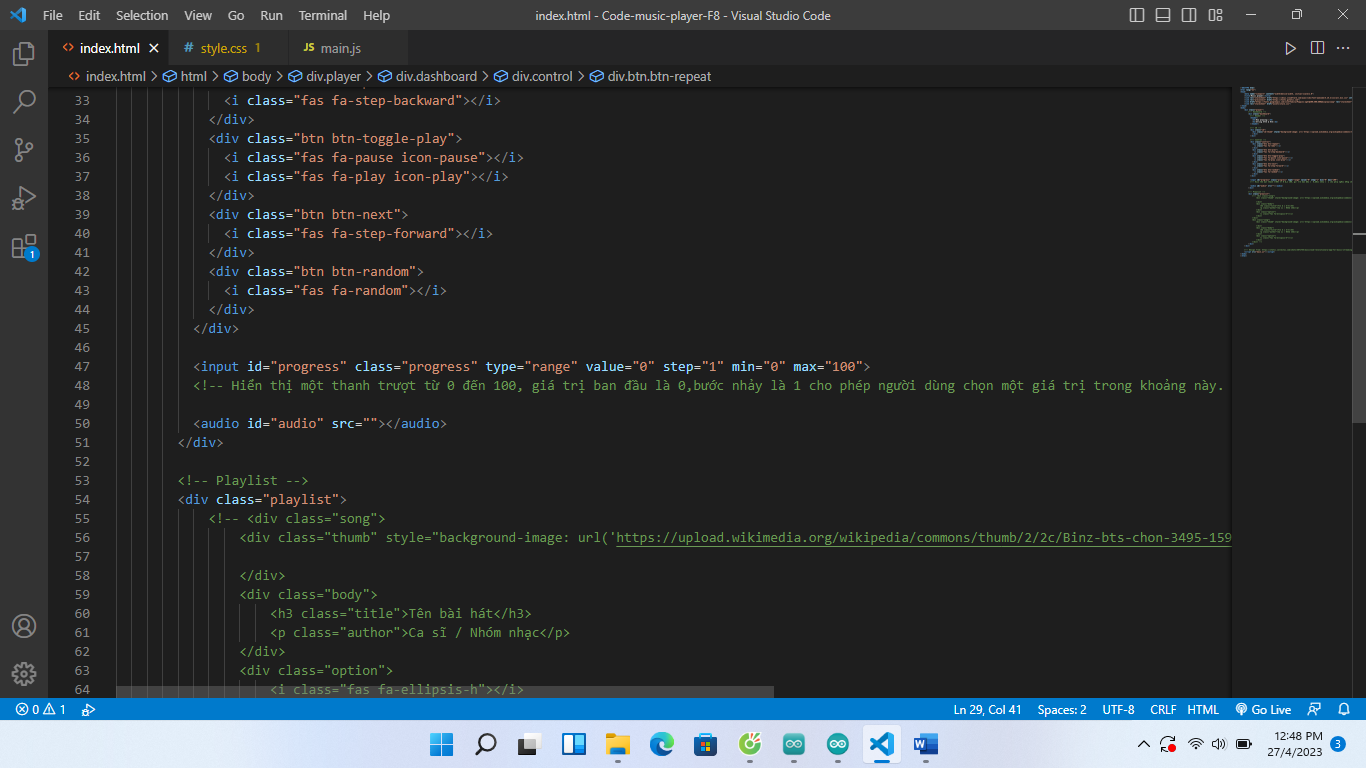 File Edit Selection View Go Run Terminal Help index.html - Code-music-player-F8 - Visual Studio Code
index.html style.css 1 JS main.js
index.html > html > body > div.player > div.dashboard > div.control > div.btn.btn-repeat
33 <i class="fas fa-step-backward"></i>
34 </div>
35 <div class="btn btn-toggle-play">
36 <i class="fas fa-pause icon-pause"></i>
37 <i class="fas fa-play icon-play"></i>
38 </div>
39 <div class="btn btn-next">
40 <i class="fas fa-step-forward"></i>
41 </div>
42 <div class="btn btn-random">
43 <i class="fas fa-random"></i>
44 </div>
45 </div>
46
47 <input id="progress" class="progress" type="range" value="0" step="1" min="0" max="100">
48 <!-- Hiển thị một thanh trượt từ 0 đến 100, giá trị ban đầu là 0,bước nhảy là 1 cho phép người dùng chọn một giá trị trong khoảng này.
49
50 <audio id="audio" src=""></audio>
51 </div>
52
53 <!-- Playlist -->
54 <div class="playlist">
55 <!-- <div class="song">
56 <div class="thumb" style="background-image: url('https://upload.wikimedia.org/wikipedia/commons/thumb/2/2c/Binz-bts-chon-3495-159
57
58 </div>
59 <div class="body">
60 <h3 class="title">Tên bài hát</h3>
61 <p class="author">Ca sĩ / Nhóm nhạc</p>
62 </div>
63 <div class="option">
64 <i class="fas fa-ellipsis-h"></i>
1
0 1 Ln 29, Col 41 Spaces: 2 UTF-8 CRLF HTML Go Live
12:48 PM
27/4/2023 3